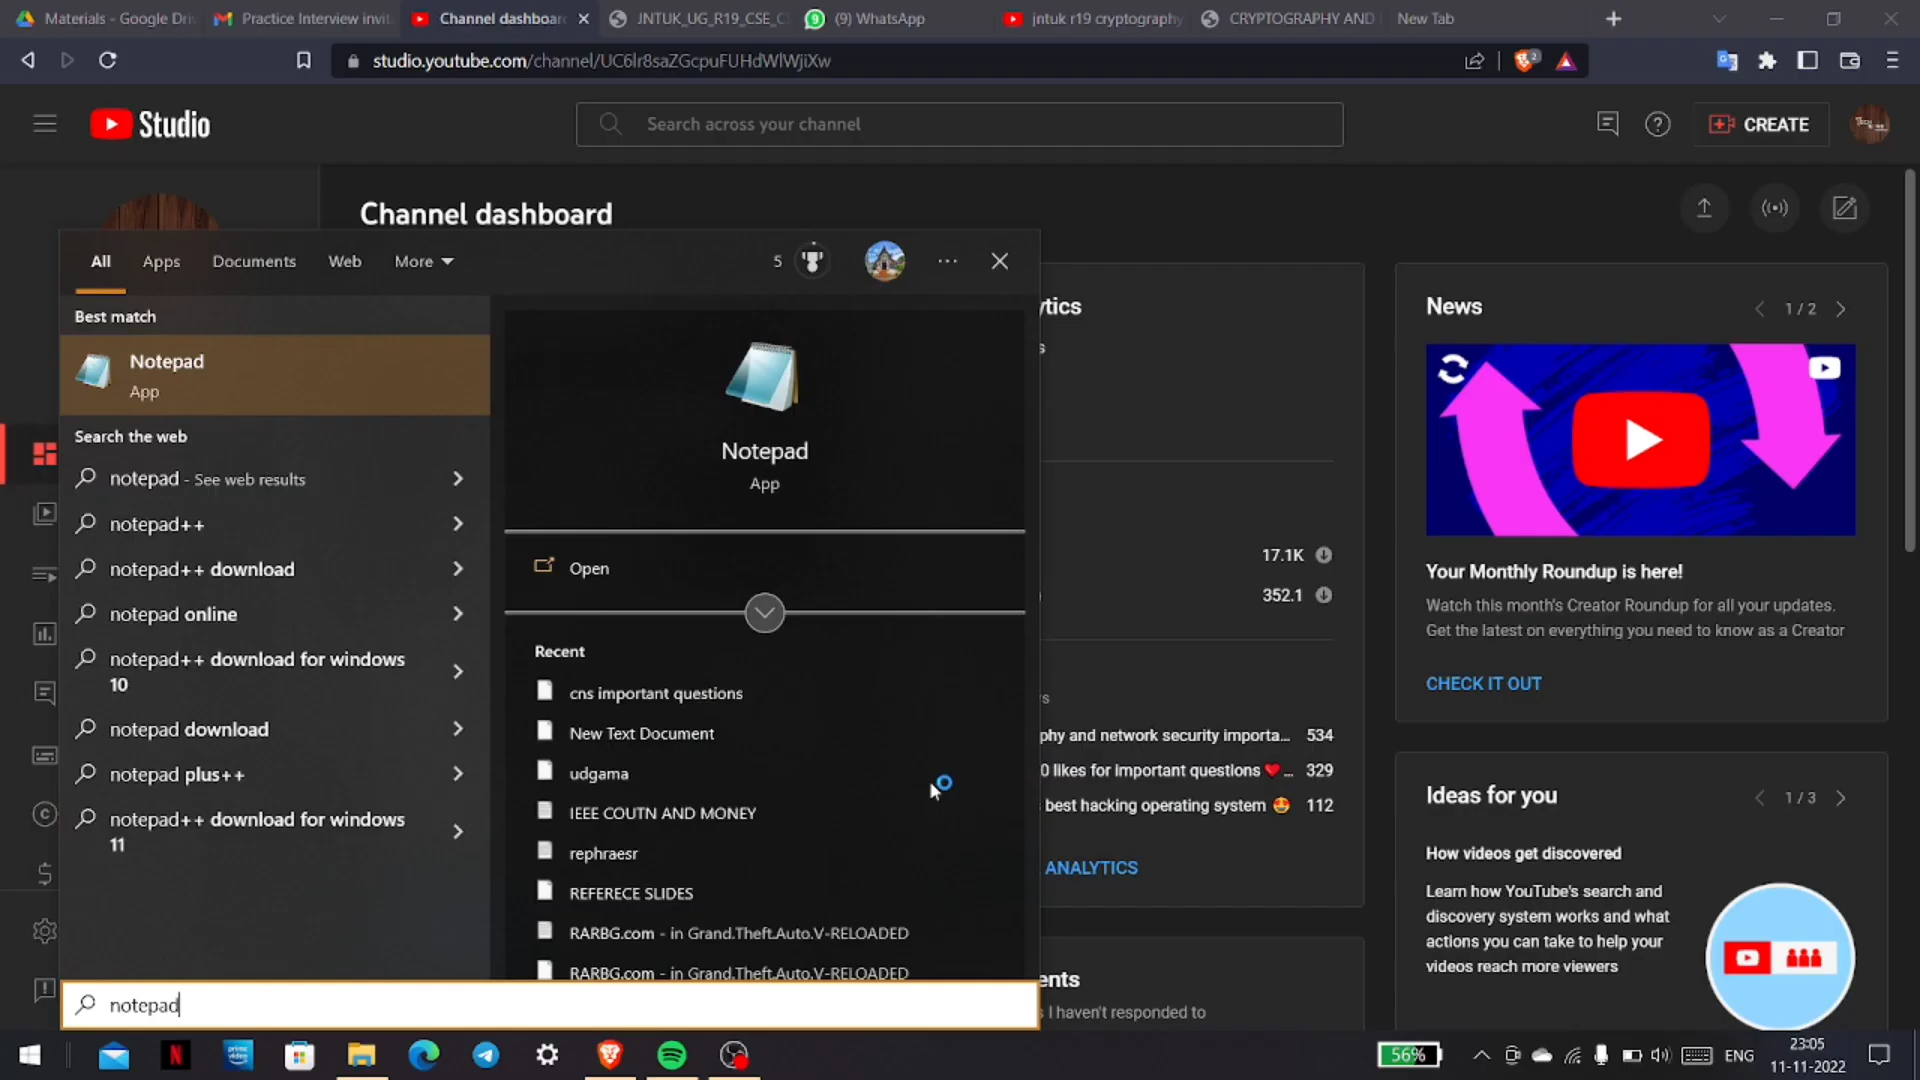 Materials - Google Dri
Practice Interview invit
Channel dashboar
JNTUK_UG_R19_CSE_C
(9) WhatsApp
jntuk r19 cryptography
CRYPTOGRAPHY AND
New Tab
studio.youtube.com/channel/UC6lr8saZGcpuFUHdWlWjiXw
2
Studio
Search across your channel
CREATE
Channel dashboard
All
Apps
Documents
Web
More
5
Best match
Notepad
App
Search the web
notepad - See web results
notepad++
notepad++ download
notepad online
notepad++ download for windows
10
notepad download
notepad plus++
notepad++ download for windows
11
notepad
Notepad
App
Open
Recent
cns important questions
New Text Document
udgama
IEEE COUTN AND MONEY
rephraesr
REFERECE SLIDES
RARBG.com - in Grand.Theft.Auto.V-RELOADED
RARBG.com - in Grand.Theft.Auto.V-RELOADED
ytics
s
17.1K
352.1
s
phy and network security importa... 534
0 likes for important questions ❤️ ... 329
best hacking operating system 🤩 112
ANALYTICS
ents
s I haven't responded to
News
1 / 2
Your Monthly Roundup is here!
Watch this month's Creator Roundup for all your updates.
Get the latest on everything you need to know as a Creator
CHECK IT OUT
Ideas for you
1 / 3
How videos get discovered
Learn how YouTube's search and
discovery system works and what
actions you can take to help your
videos reach more viewers
prime video
56%
ENG
23:05
11-11-2022